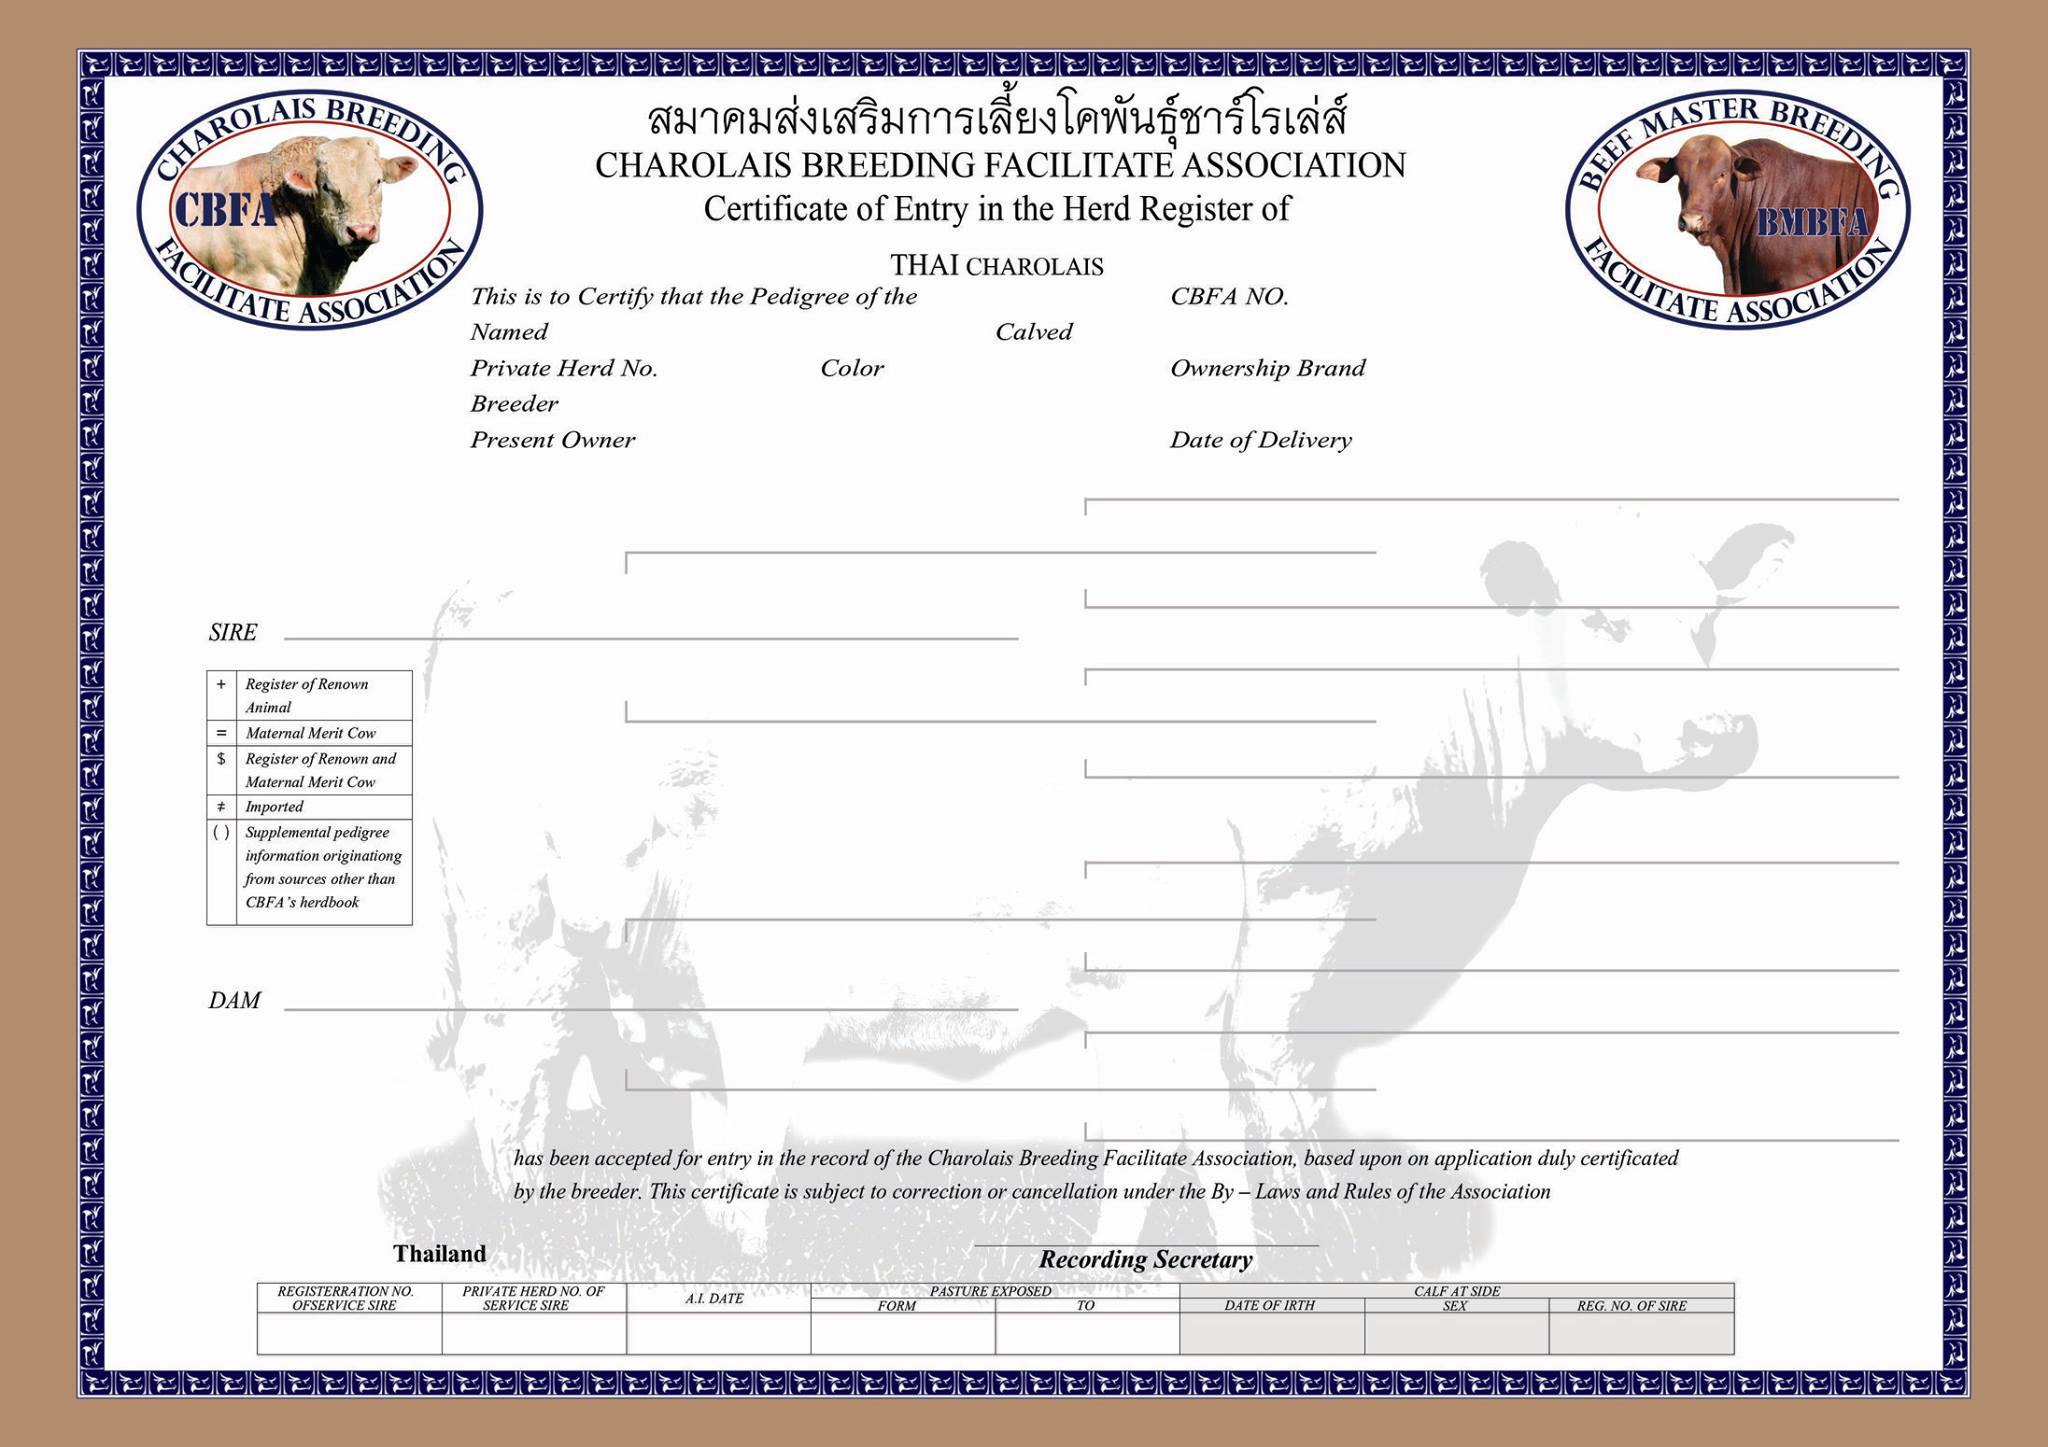 CHAROLAIS BREEDING
CBFA
FACILITATE ASSOCIATION
สมาคมส่งเสริมการเลี้ยงโคพันธุ์ชาร์โรเล่ส์
CHAROLAIS BREEDING FACILITATE ASSOCIATION
Certificate of Entry in the Herd Register of
THAI CHAROLAIS
BEEF MASTER BREEDING
BMBFA
FACILITATE ASSOCIATION
This is to Certify that the Pedigree of the CBFA NO.
Named Calved
Private Herd No. Color Ownership Brand
Breeder
Present Owner Date of Delivery
SIRE
+ Register of Renown
Animal
= Maternal Merit Cow
$ Register of Renown and
Maternal Merit Cow
≠ Imported
( ) Supplemental pedigree
information originationg
from sources other than
CBFA's herdbook
DAM
has been accepted for entry in the record of the Charolais Breeding Facilitate Association, based upon on application duly certificated
by the breeder. This certificate is subject to correction or cancellation under the By – Laws and Rules of the Association
Thailand
Recording Secretary
REGISTERRATION NO.
OFSERVICE SIRE
PRIVATE HERD NO. OF
SERVICE SIRE
A.I. DATE
PASTURE EXPOSED
FORM TO
CALF AT SIDE
DATE OF IRTH SEX REG. NO. OF SIRE